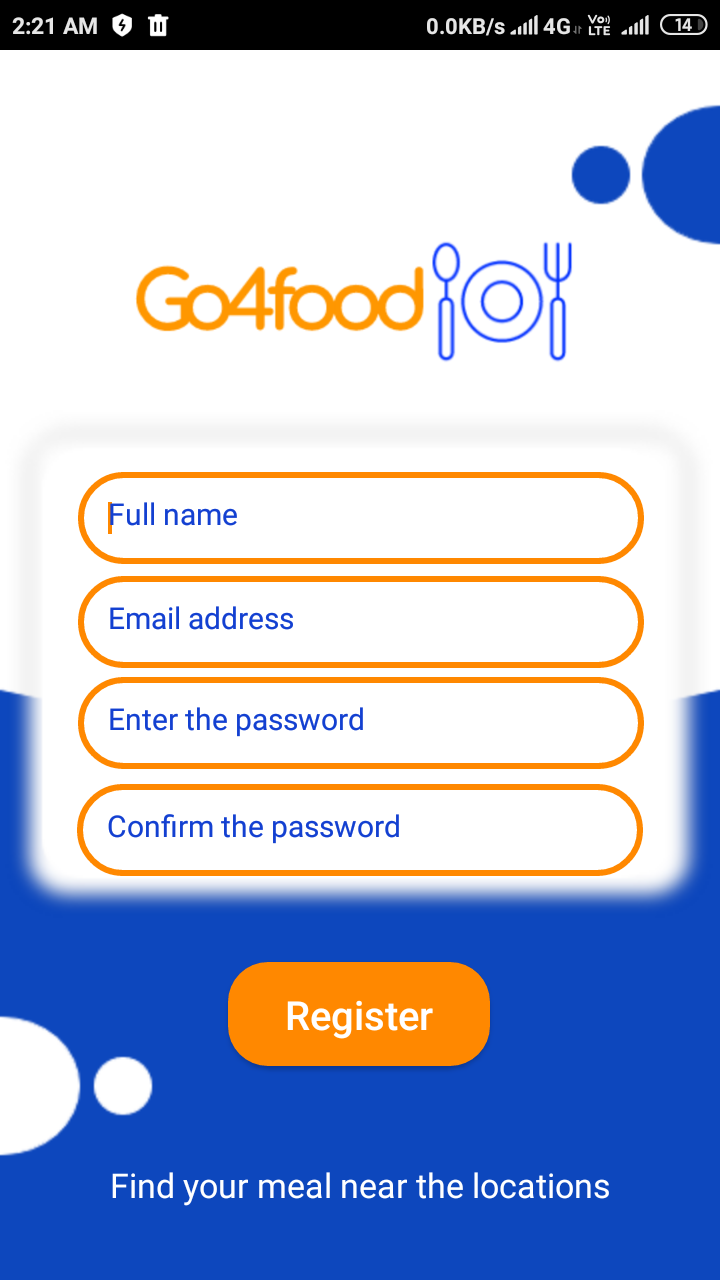 2:21 AM 0.0KB/s 4G Vo) LTE 14
Go4food
Full name
Email address
Enter the password
Confirm the password
Register
Find your meal near the locations